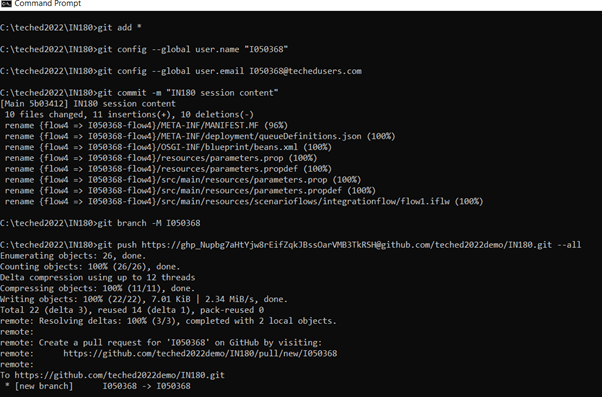 Command Prompt
C:\teched2022\IN180>git add *
C:\teched2022\IN180>git config --global user.name "I050368"
C:\teched2022\IN180>git config --global user.email I050368@techedusers.com
C:\teched2022\IN180>git commit -m "IN180 session content"
[Main 5b03412] IN180 session content
10 files changed, 11 insertions(+), 10 deletions(-)
rename {flow4 => I050368-flow4}/META-INF/MANIFEST.MF (96%)
rename {flow4 => I050368-flow4}/META-INF/deployment/queueDefinitions.json (100%)
rename {flow4 => I050368-flow4}/OSGI-INF/blueprint/beans.xml (100%)
rename {flow4 => I050368-flow4}/resources/parameters.prop (100%)
rename {flow4 => I050368-flow4}/resources/parameters.propdef (100%)
rename {flow4 => I050368-flow4}/src/main/resources/parameters.prop (100%)
rename {flow4 => I050368-flow4}/src/main/resources/parameters.propdef (100%)
rename {flow4 => I050368-flow4}/src/main/resources/scenarioflows/integrationflow/flow1.iflw (100%)
C:\teched2022\IN180>git branch -M I050368
C:\teched2022\IN180>git push https://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@github.com/teched2022demo/IN180.git --all
Enumerating objects: 26, done.
Counting objects: 100% (26/26), done.
Delta compression using up to 12 threads
Compressing objects: 100% (11/11), done.
Writing objects: 100% (22/22), 7.01 KiB | 2.34 MiB/s, done.
Total 22 (delta 3), reused 14 (delta 1), pack-reused 0
remote: Resolving deltas: 100% (3/3), completed with 2 local objects.
remote:
remote: Create a pull request for 'I050368' on GitHub by visiting:
remote:      https://github.com/teched2022demo/IN180/pull/new/I050368
remote:
To https://github.com/teched2022demo/IN180.git
* [new branch]      I050368 -> I050368